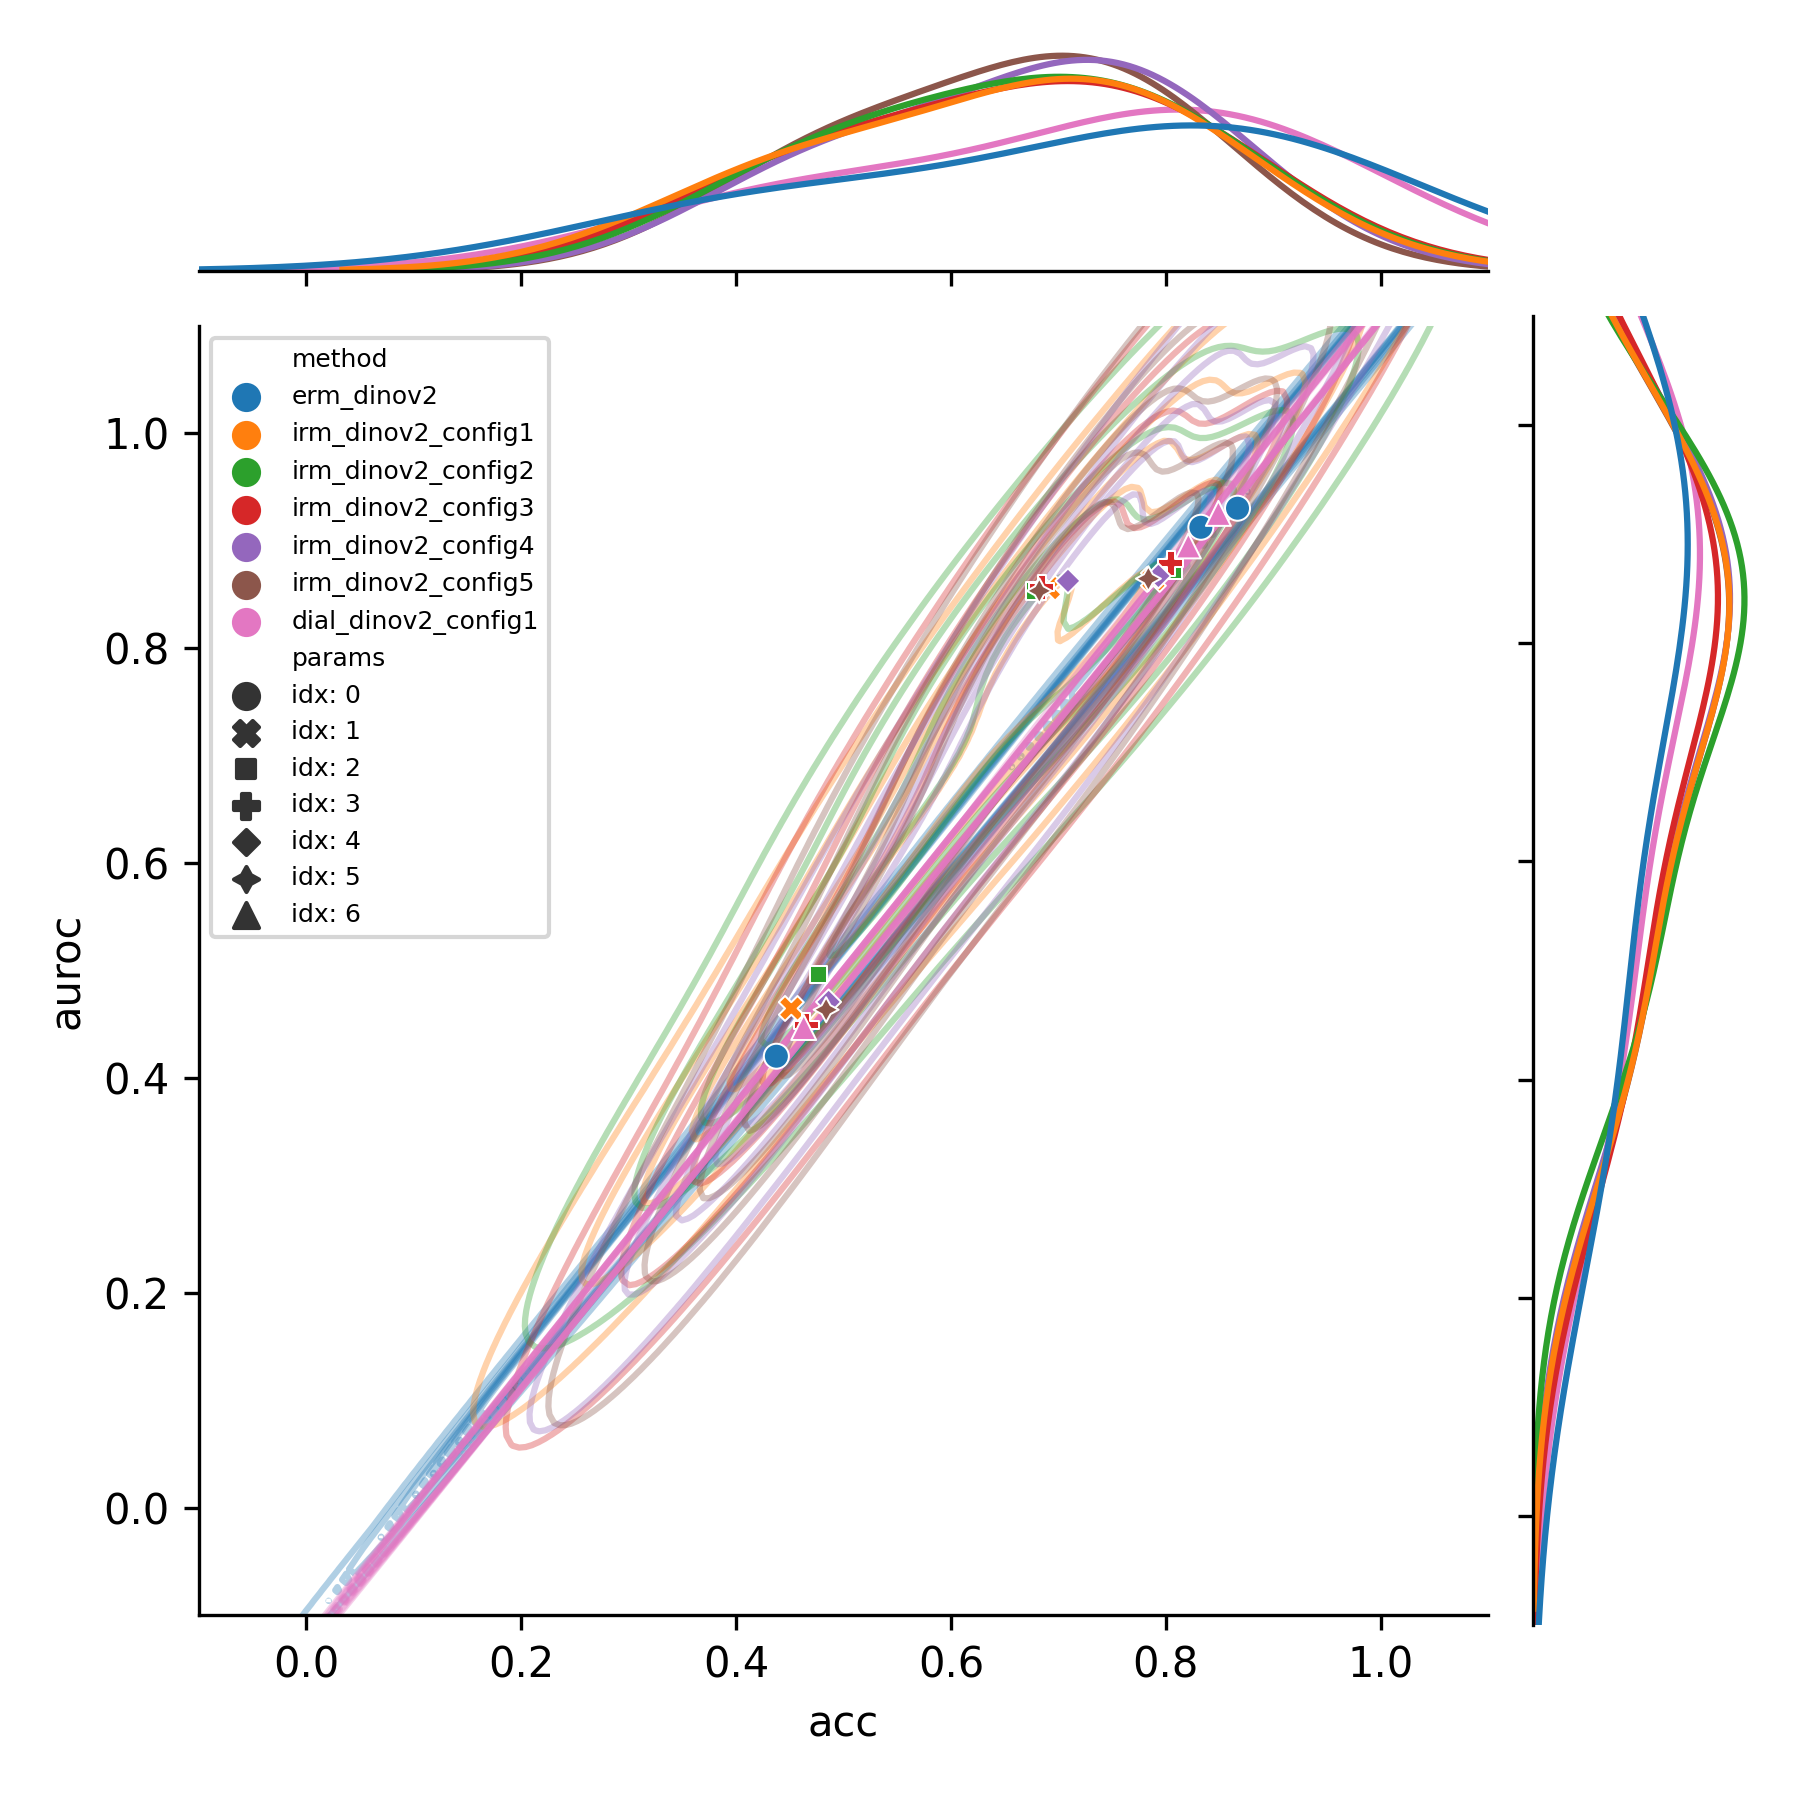 method
erm_dinov2
irm_dinov2_config1
irm_dinov2_config2
irm_dinov2_config3
irm_dinov2_config4
irm_dinov2_config5
dial_dinov2_config1
params
idx: 0
idx: 1
idx: 2
idx: 3
idx: 4
idx: 5
idx: 6
1.0
0.8
0.6
0.4
0.2
0.0
auroc
0.0
0.2
0.4
0.6
0.8
1.0
acc